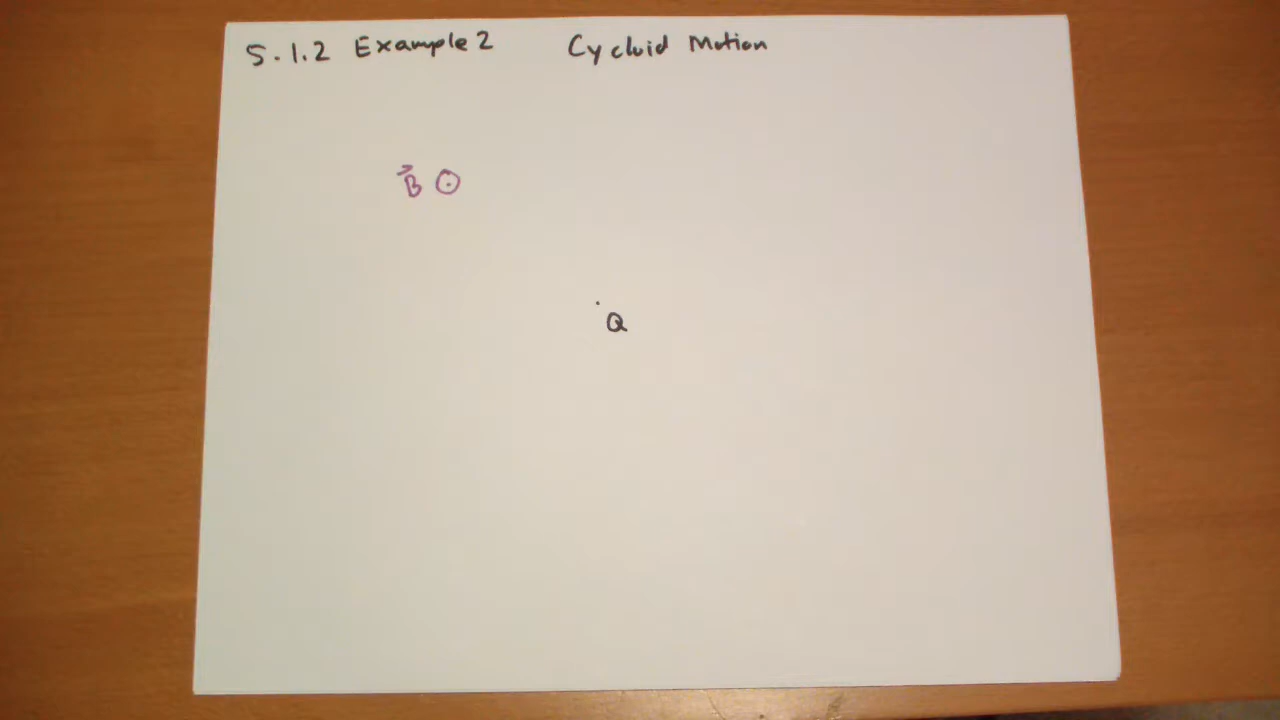 5.1.2 Example 2 Cycloid Motion
B⃗ ⊙
Q